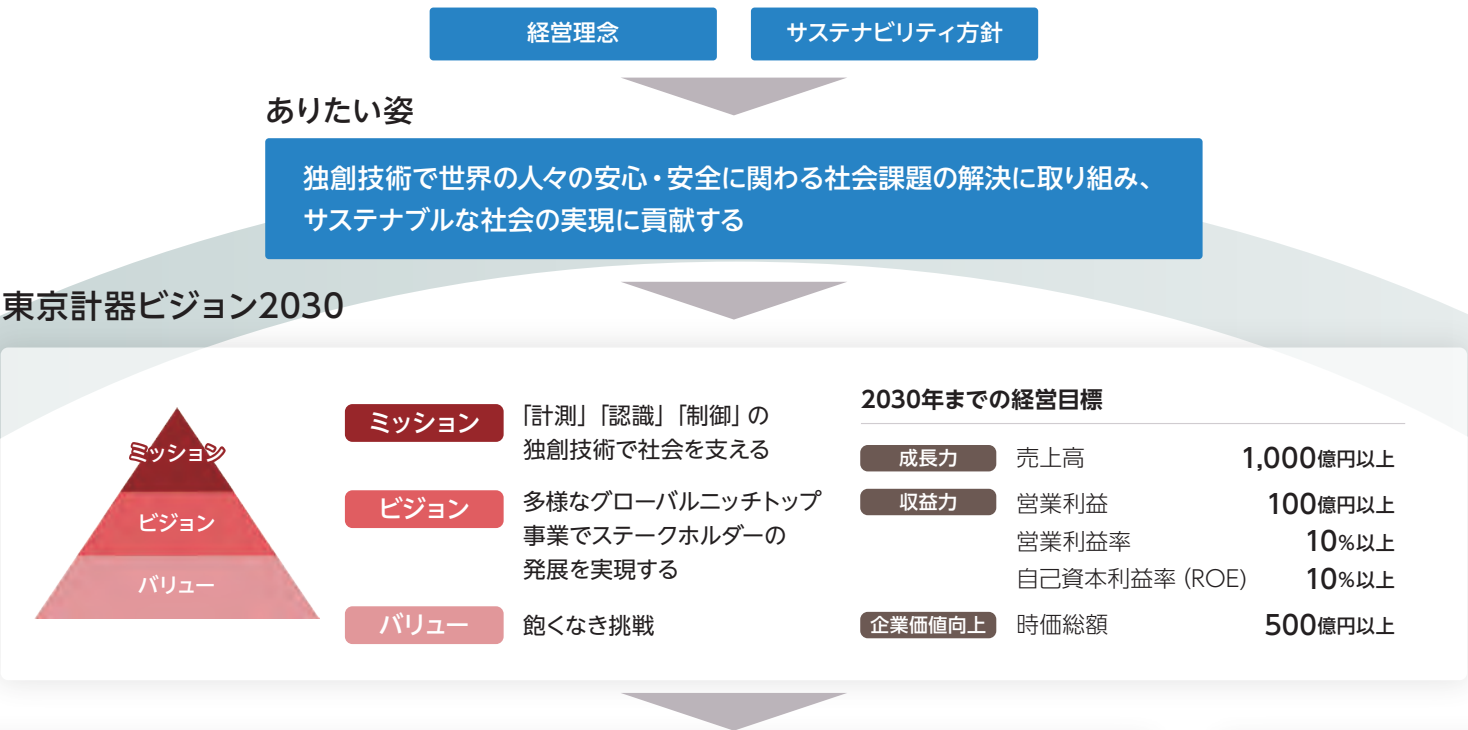 経営理念
サステナビリティ方針
ありたい姿
独創技術で世界の人々の安心・安全に関わる社会課題の解決に取り組み、
サステナブルな社会の実現に貢献する
東京計器ビジョン2030
ミッション
ビジョン
バリュー
ミッション
「計測」「認識」「制御」の
独創技術で社会を支える
ビジョン
多様なグローバルニッチトップ
事業でステークホルダーの
発展を実現する
バリュー
飽くなき挑戦
2030年までの経営目標
成長力 売上高 1,000億円以上
収益力 営業利益 100億円以上
営業利益率 10%以上
自己資本利益率 (ROE) 10%以上
企業価値向上 時価総額 500億円以上